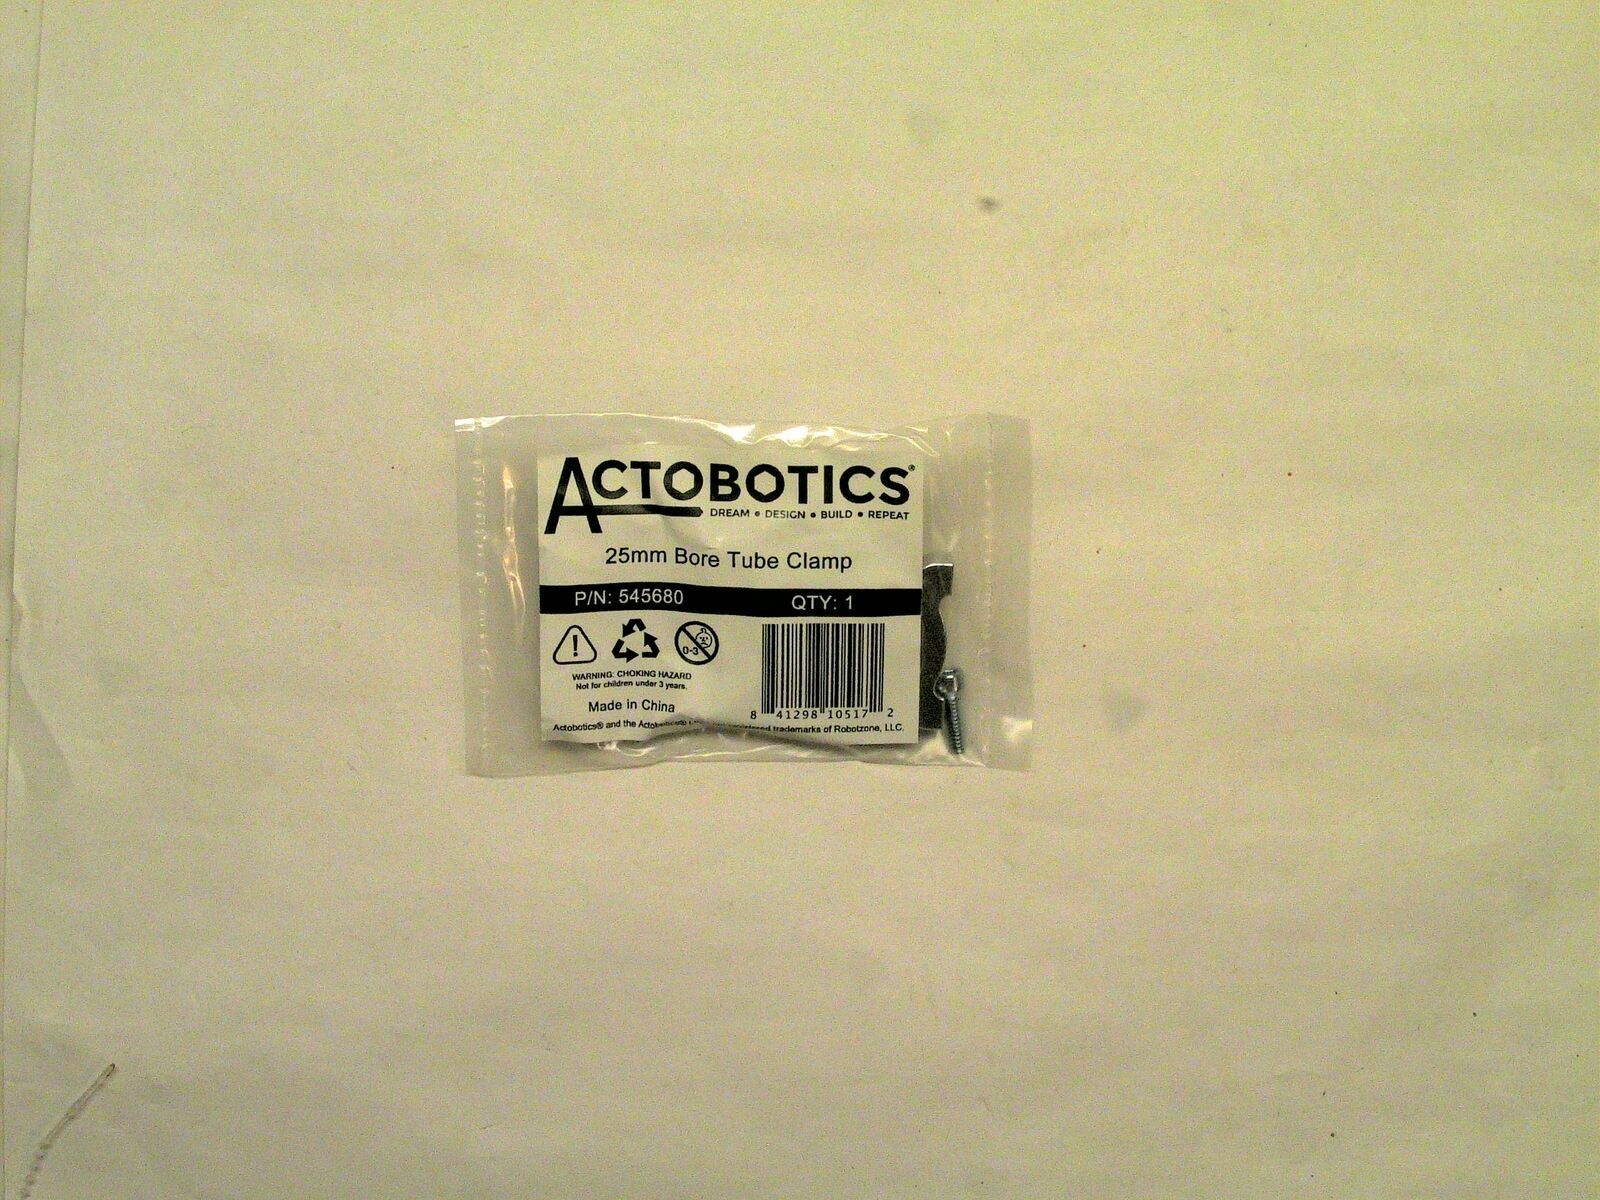 ACTOBOTICS®
DREAM • DESIGN • BUILD • REPEAT
25mm Bore Tube Clamp
P/N: 545680 QTY: 1
0-3
WARNING: CHOKING HAZARD
Not for children under 3 years.
Made in China
8 41298 10517 2
Actobotics® and the Actobotics® trademarks of Robotzone, LLC.